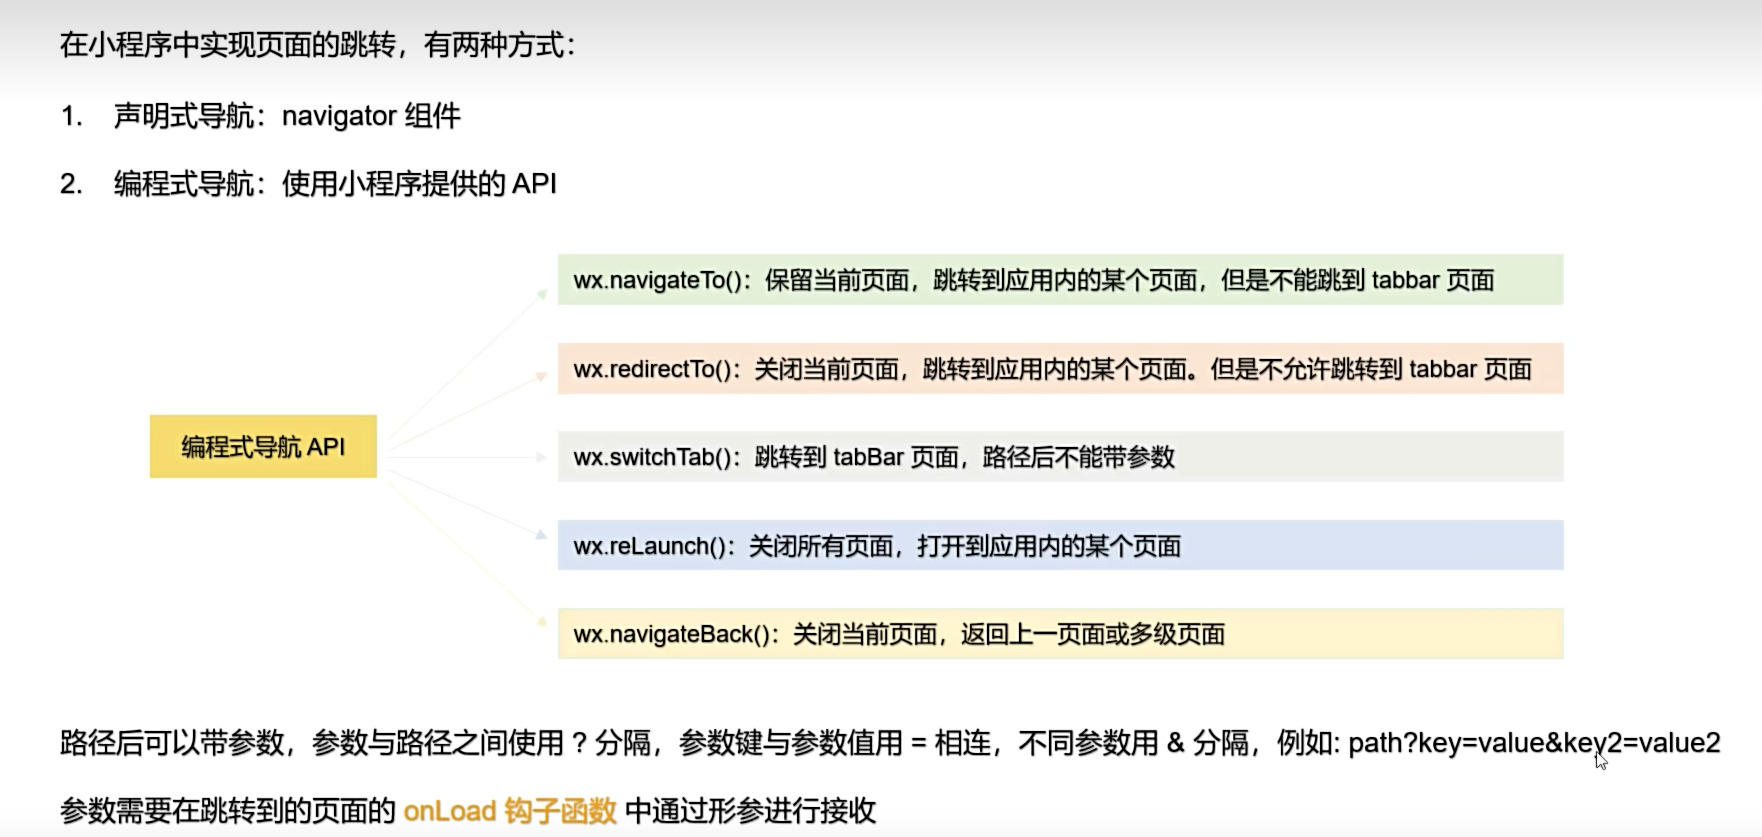 在小程序中实现页面的跳转，有两种方式：
1. 声明式导航：navigator 组件
2. 编程式导航：使用小程序提供的 API
wx.navigateTo()：保留当前页面，跳转到应用内的某个页面，但是不能跳到 tabbar 页面
wx.redirectTo()：关闭当前页面，跳转到应用内的某个页面。但是不允许跳转到 tabbar 页面
编程式导航 API
wx.switchTab()：跳转到 tabBar 页面，路径后不能带参数
wx.reLaunch()：关闭所有页面，打开到应用内的某个页面
wx.navigateBack()：关闭当前页面，返回上一页面或多级页面
路径后可以带参数，参数与路径之间使用 ? 分隔，参数键与参数值用 = 相连，不同参数用 & 分隔，例如: path?key=value&key2=value2
参数需要在跳转到的页面的 onLoad 钩子函数 中通过形参进行接收